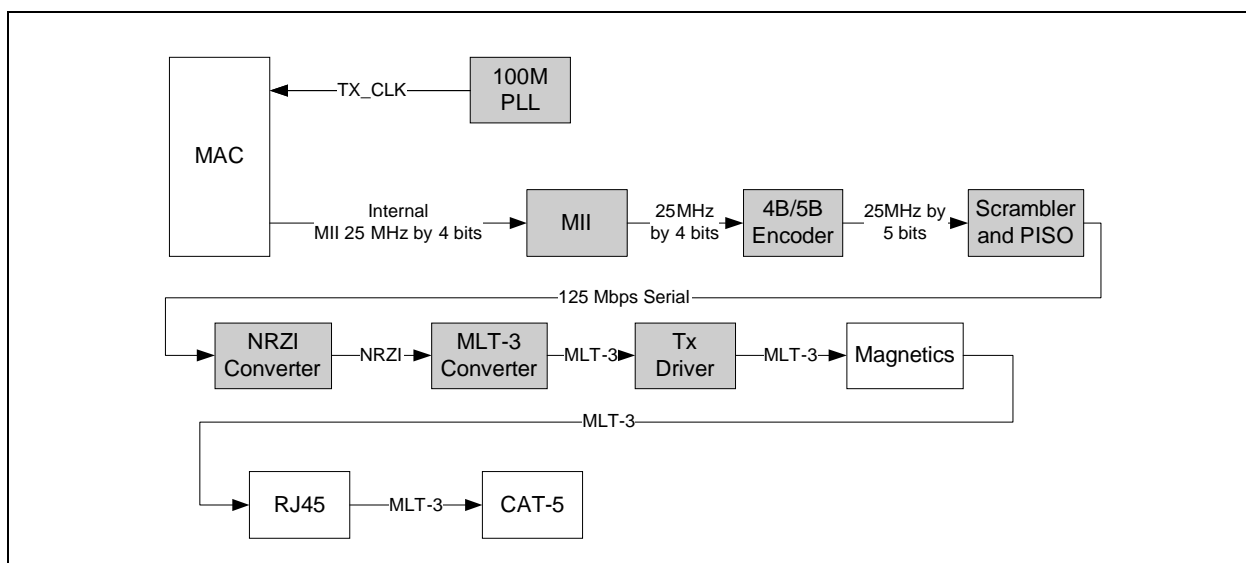 100M
PLL
TX_CLK
MAC
Internal
MII 25 MHz by 4 bits
MII
25MHz
by 4 bits
4B/5B
Encoder
25MHz by
5 bits
Scrambler
and PISO
125 Mbps Serial
NRZI
Converter
NRZI
MLT-3
Converter
MLT-3
Tx
Driver
MLT-3
Magnetics
MLT-3
RJ45
MLT-3
CAT-5